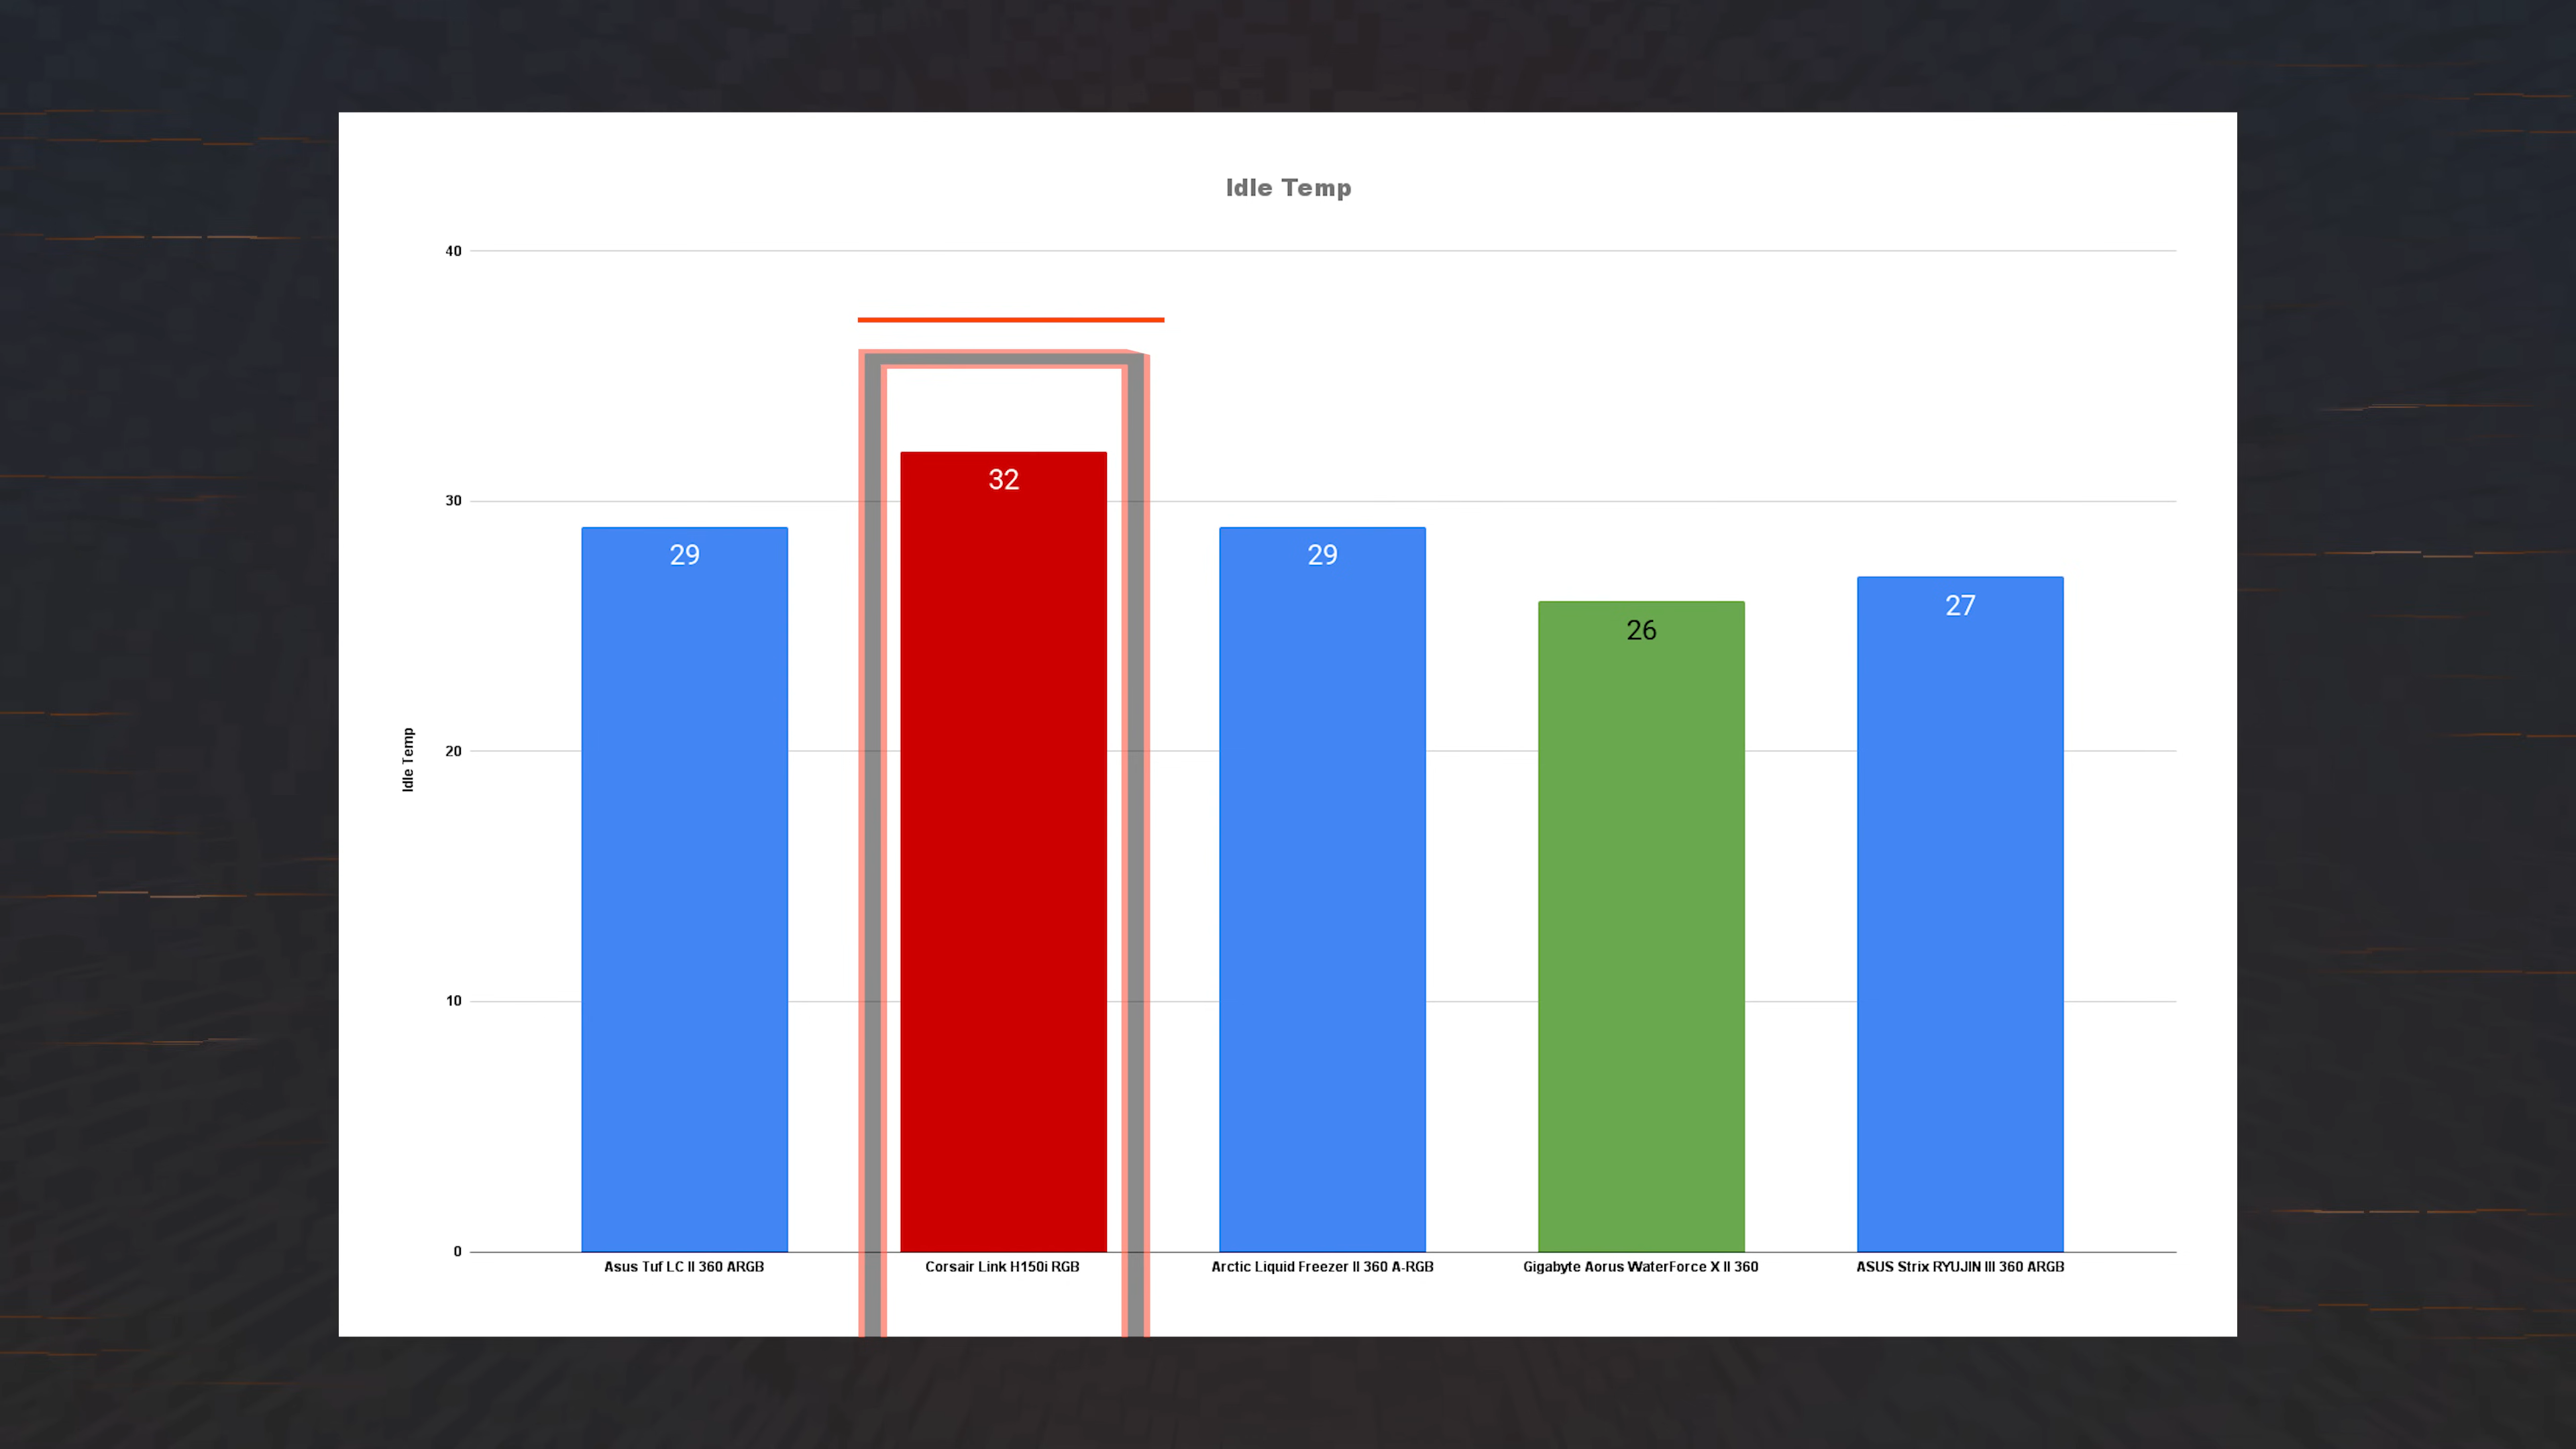 Idle Temp
40
30
20
10
0
Idle Temp
29
32
29
26
27
Asus Tuf LC II 360 ARGB
Corsair Link H150i RGB
Arctic Liquid Freezer II 360 A-RGB
Gigabyte Aorus WaterForce X II 360
ASUS Strix RYUJIN III 360 ARGB